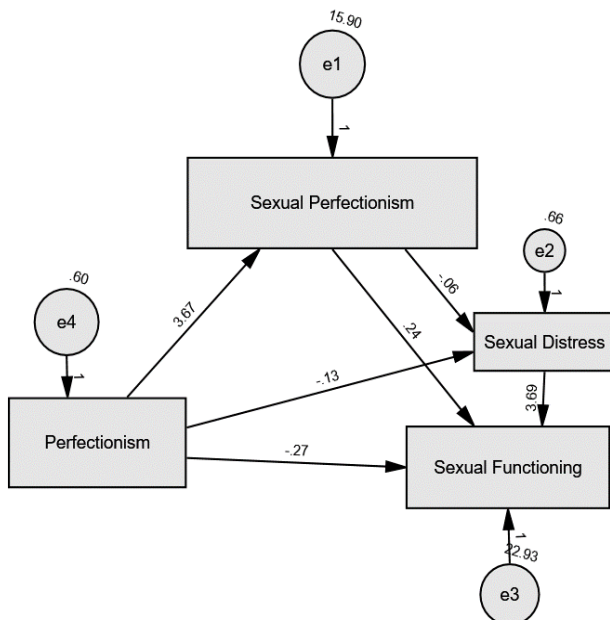 15.90
e1
1
Sexual Perfectionism
.66
e2
1
-.06
.24
3.67
.60
e4
1
Sexual Distress
-.13
3.69
Perfectionism
-.27
Sexual Functioning
1
22.93
e3